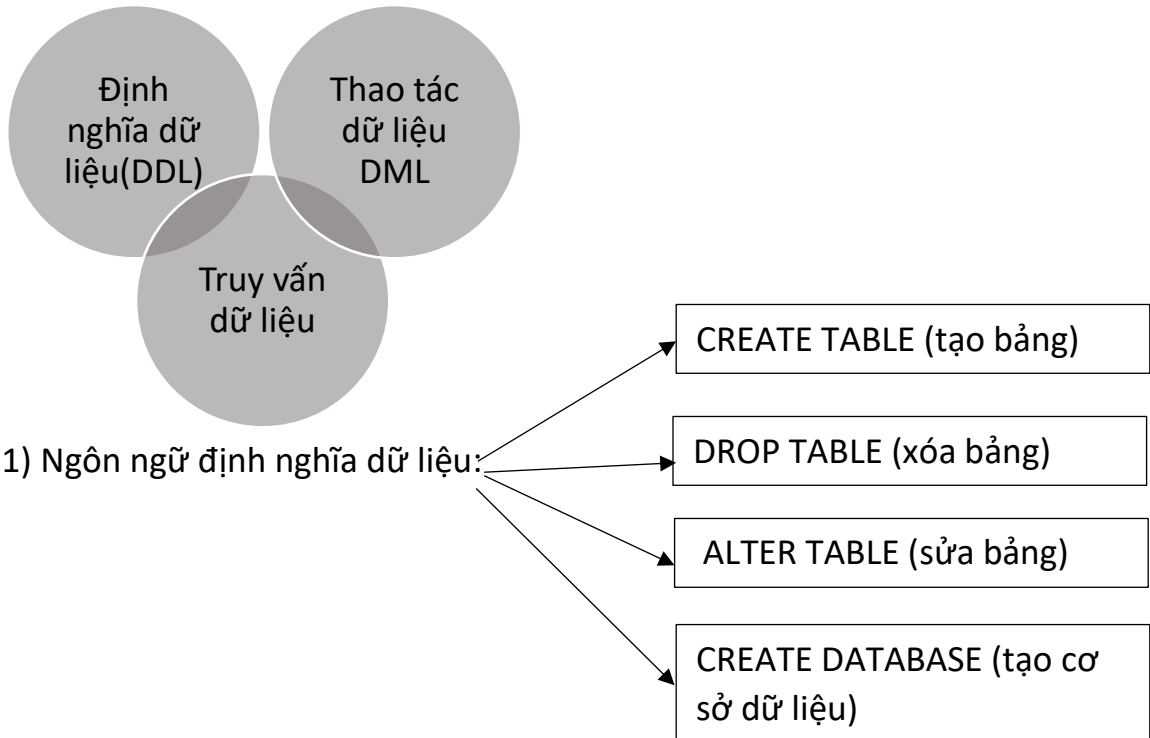 Định
nghĩa dữ
liệu(DDL)
Thao tác
dữ liệu
DML
Truy vấn
dữ liệu
1) Ngôn ngữ định nghĩa dữ liệu:
CREATE TABLE (tạo bảng)
DROP TABLE (xóa bảng)
ALTER TABLE (sửa bảng)
CREATE DATABASE (tạo cơ
sở dữ liệu)